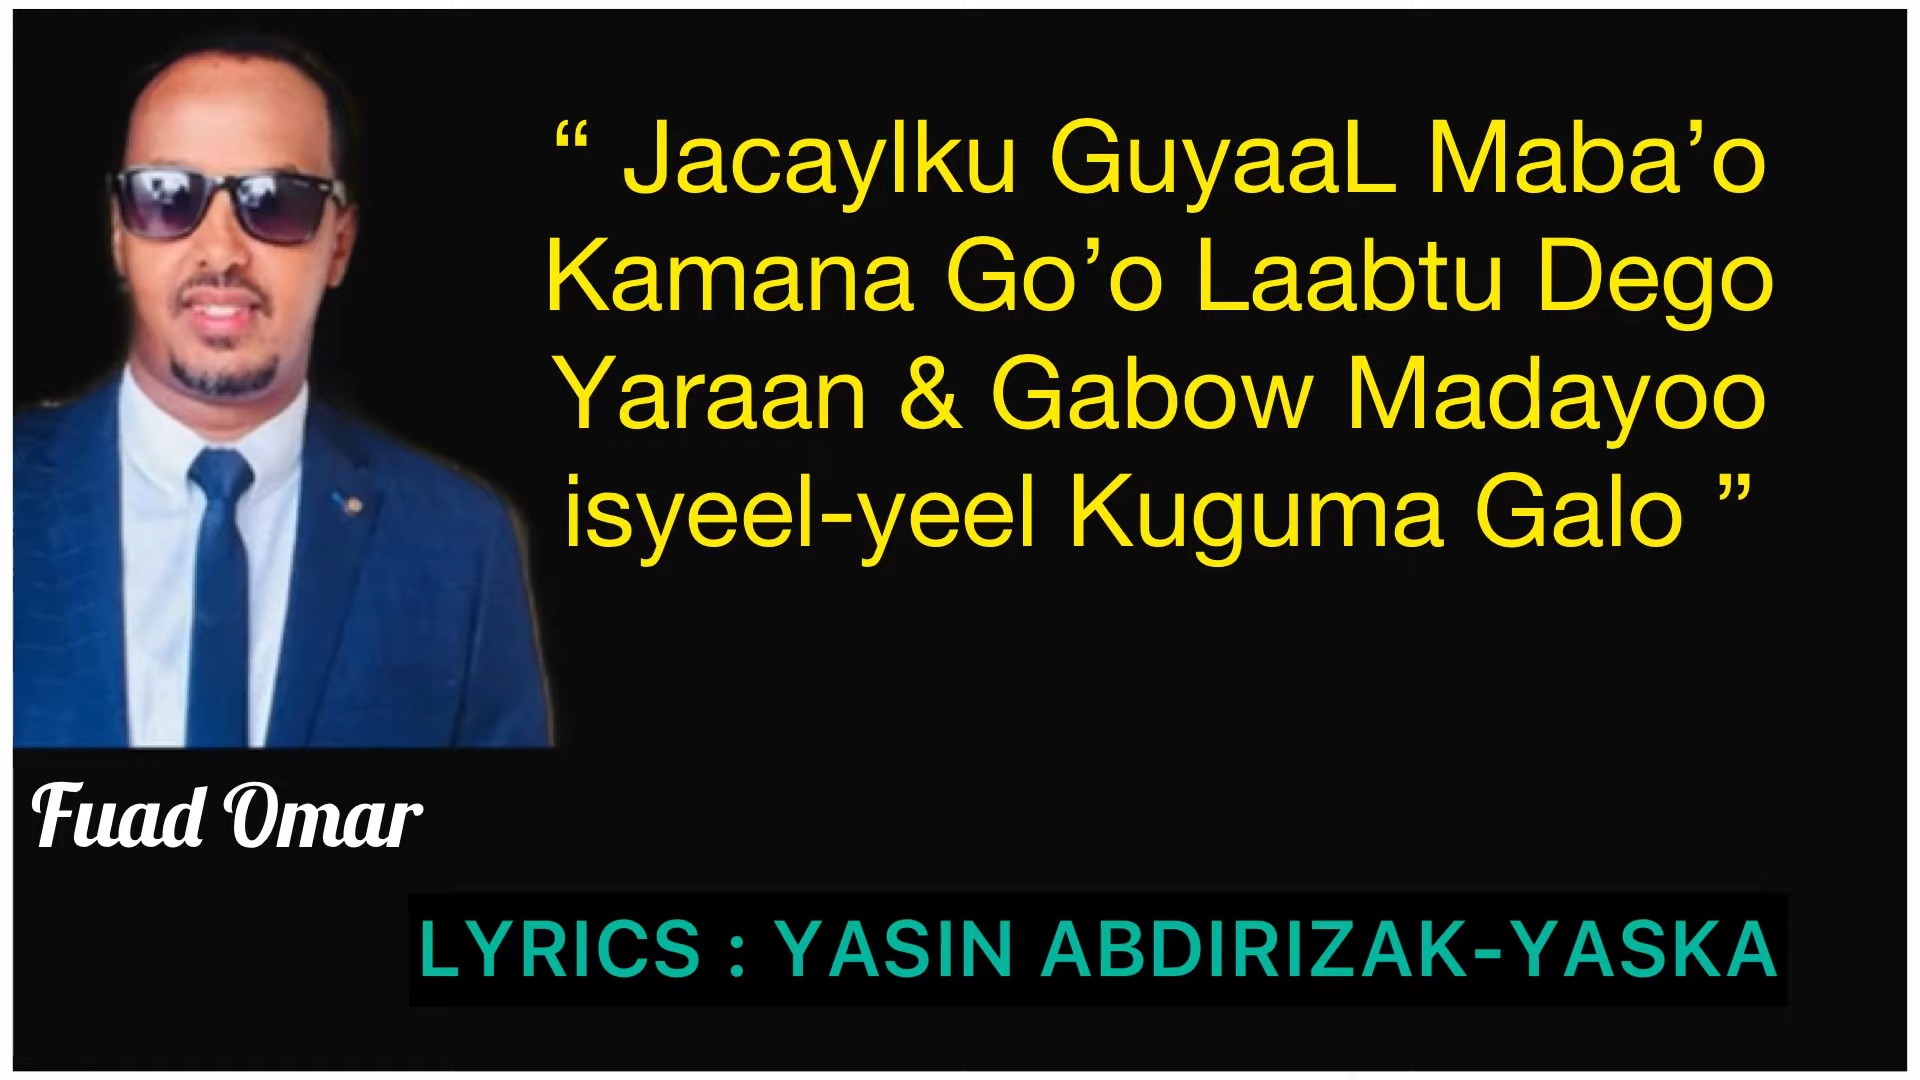 “ Jacaylku GuyaaL Maba’o
Kamana Go’o Laabtu Dego
Yaraan & Gabow Madayoo
isyeel-yeel Kuguma Galo ”
Fuad Omar
LYRICS : YASIN ABDIRIZAK-YASKA